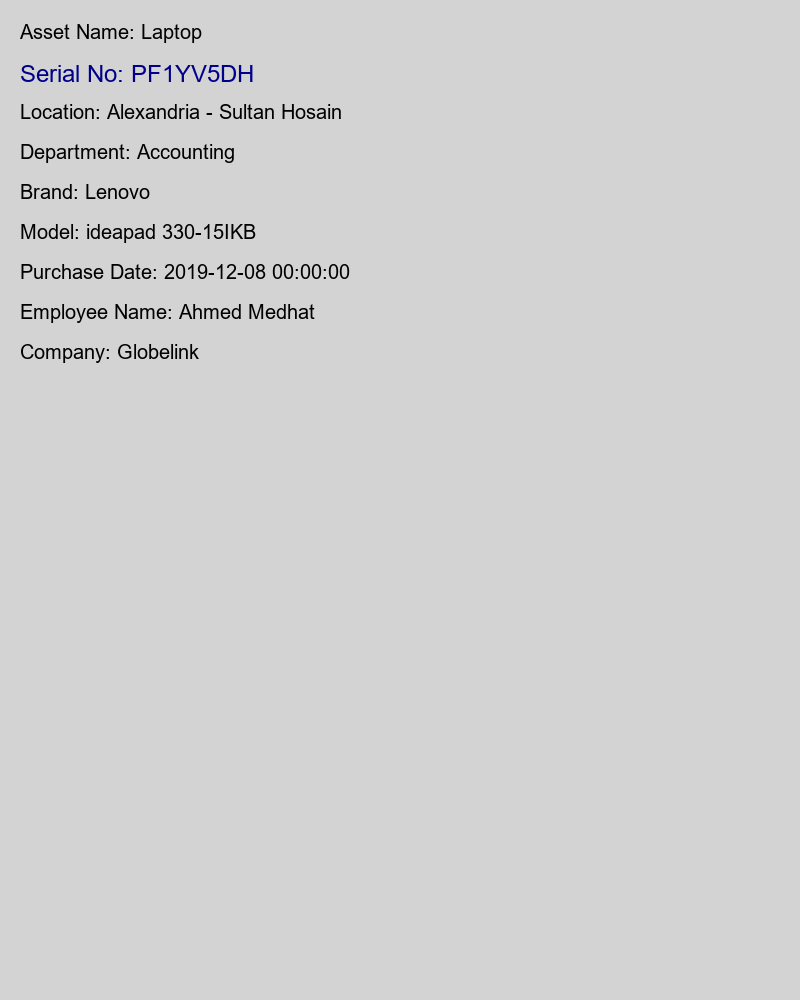 Asset Name: Laptop
Serial No: PF1YV5DH
Location: Alexandria - Sultan Hosain
Department: Accounting
Brand: Lenovo
Model: ideapad 330-15IKB
Purchase Date: 2019-12-08 00:00:00
Employee Name: Ahmed Medhat
Company: Globelink